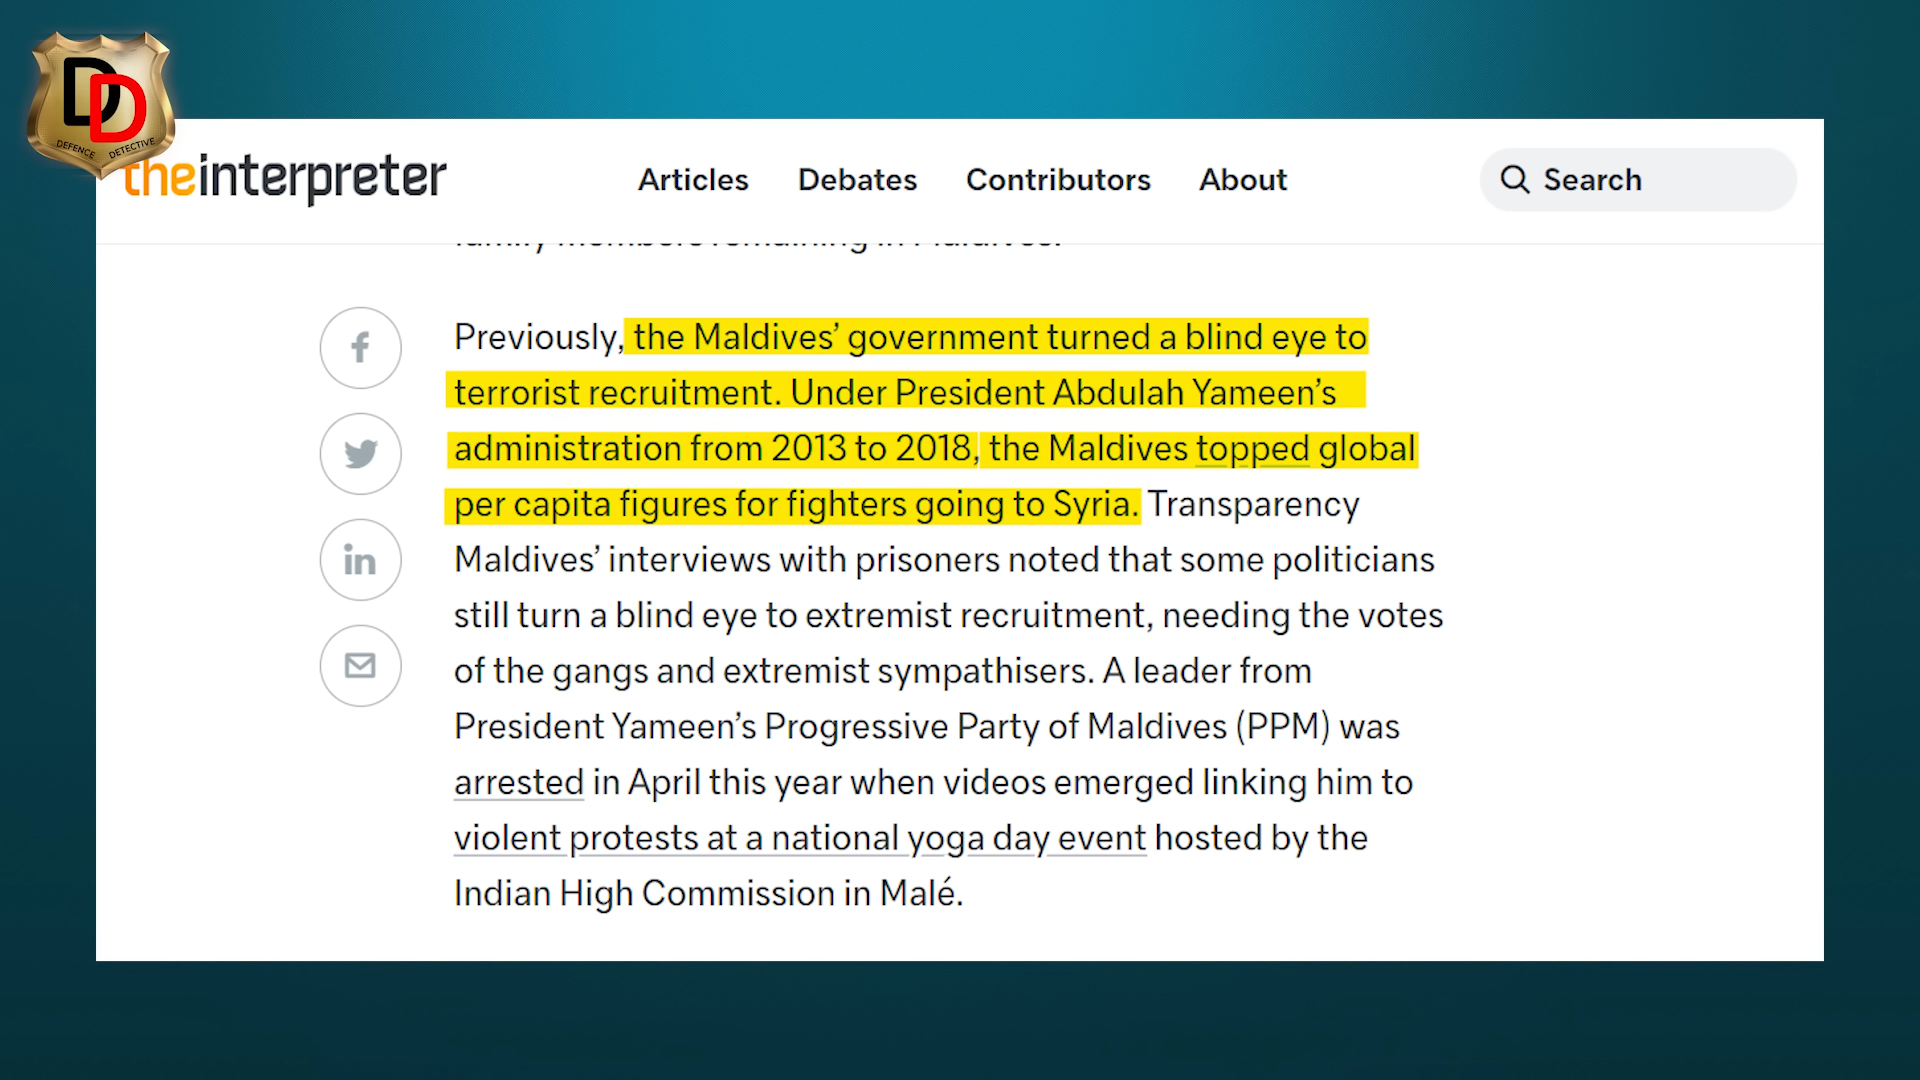 DD
DEFENCE DETECTIVE
theinterpreter
Articles Debates Contributors About
Search
family members remaining in Maldives.
Previously, the Maldives’ government turned a blind eye to
terrorist recruitment. Under President Abdulah Yameen’s
administration from 2013 to 2018, the Maldives topped global
per capita figures for fighters going to Syria. Transparency
Maldives’ interviews with prisoners noted that some politicians
still turn a blind eye to extremist recruitment, needing the votes
of the gangs and extremist sympathisers. A leader from
President Yameen’s Progressive Party of Maldives (PPM) was
arrested in April this year when videos emerged linking him to
violent protests at a national yoga day event hosted by the
Indian High Commission in Malé.